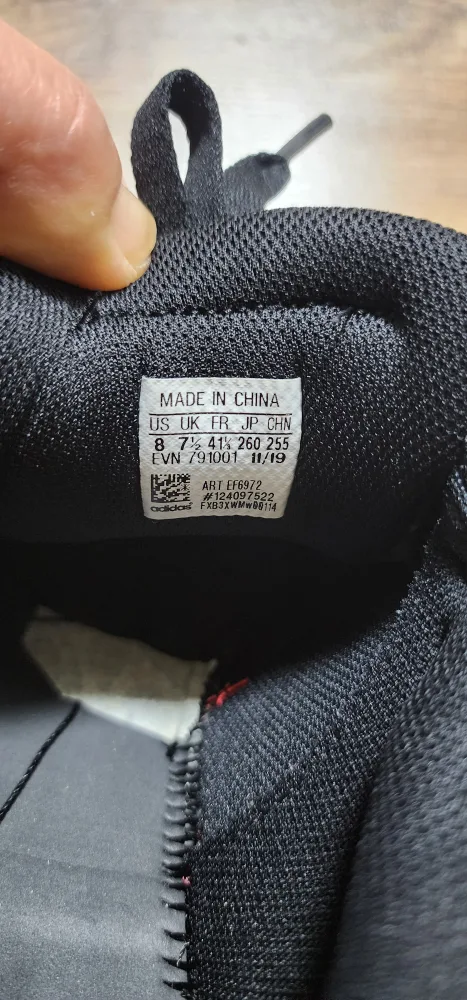 MADE IN CHINA
US UK FR JP CHN
8 7½ 41⅓ 260 255
EVN 791001 11/19
ART EF6972
#124097522
adidas FXB3XWMW00114